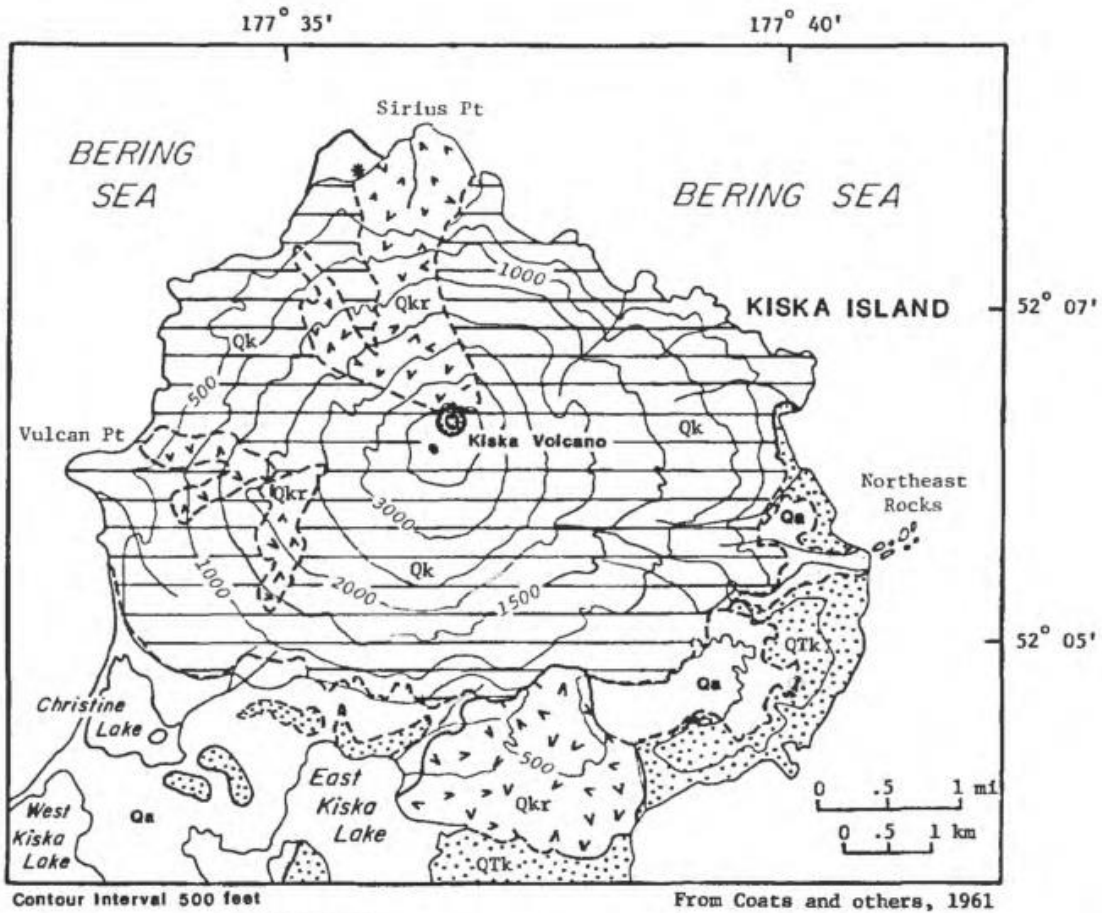 177° 35'
177° 40'
Sirius Pt
BERING
SEA
BERING SEA
1000
KISKA ISLAND
52° 07'
Qkr
Qk
500
Vulcan Pt
Kiska Volcano
Qk
Northeast
Rocks
Qkr
3000
Qa
Qk
1000
2000
1500
52° 05'
QTk
Qa
Christine
Lake
500
East
Kiska
Lake
Qkr
0 .5 1 mi
West
Kiska
Lake
Qa
0 .5 1 km
QTk
Contour Interval 500 feet
From Coats and others, 1961